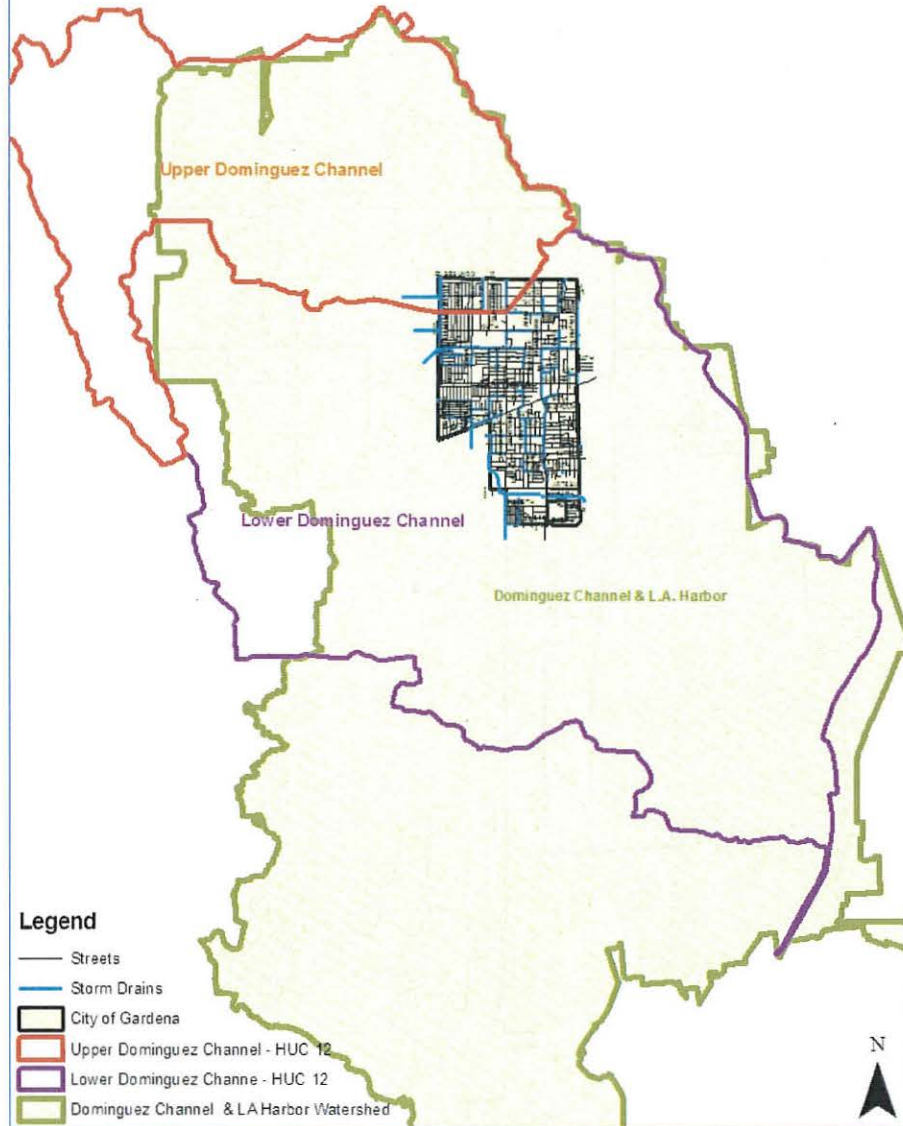 Upper Dominguez Channel
Lower Dominguez Channel
Dominguez Channel & L.A. Harbor
Legend
Streets
Storm Drains
City of Gardena
Upper Dominguez Channel - HUC 12
Lower Dominguez Channe - HUC 12
Dominguez Channel & LA Harbor Watershed
N